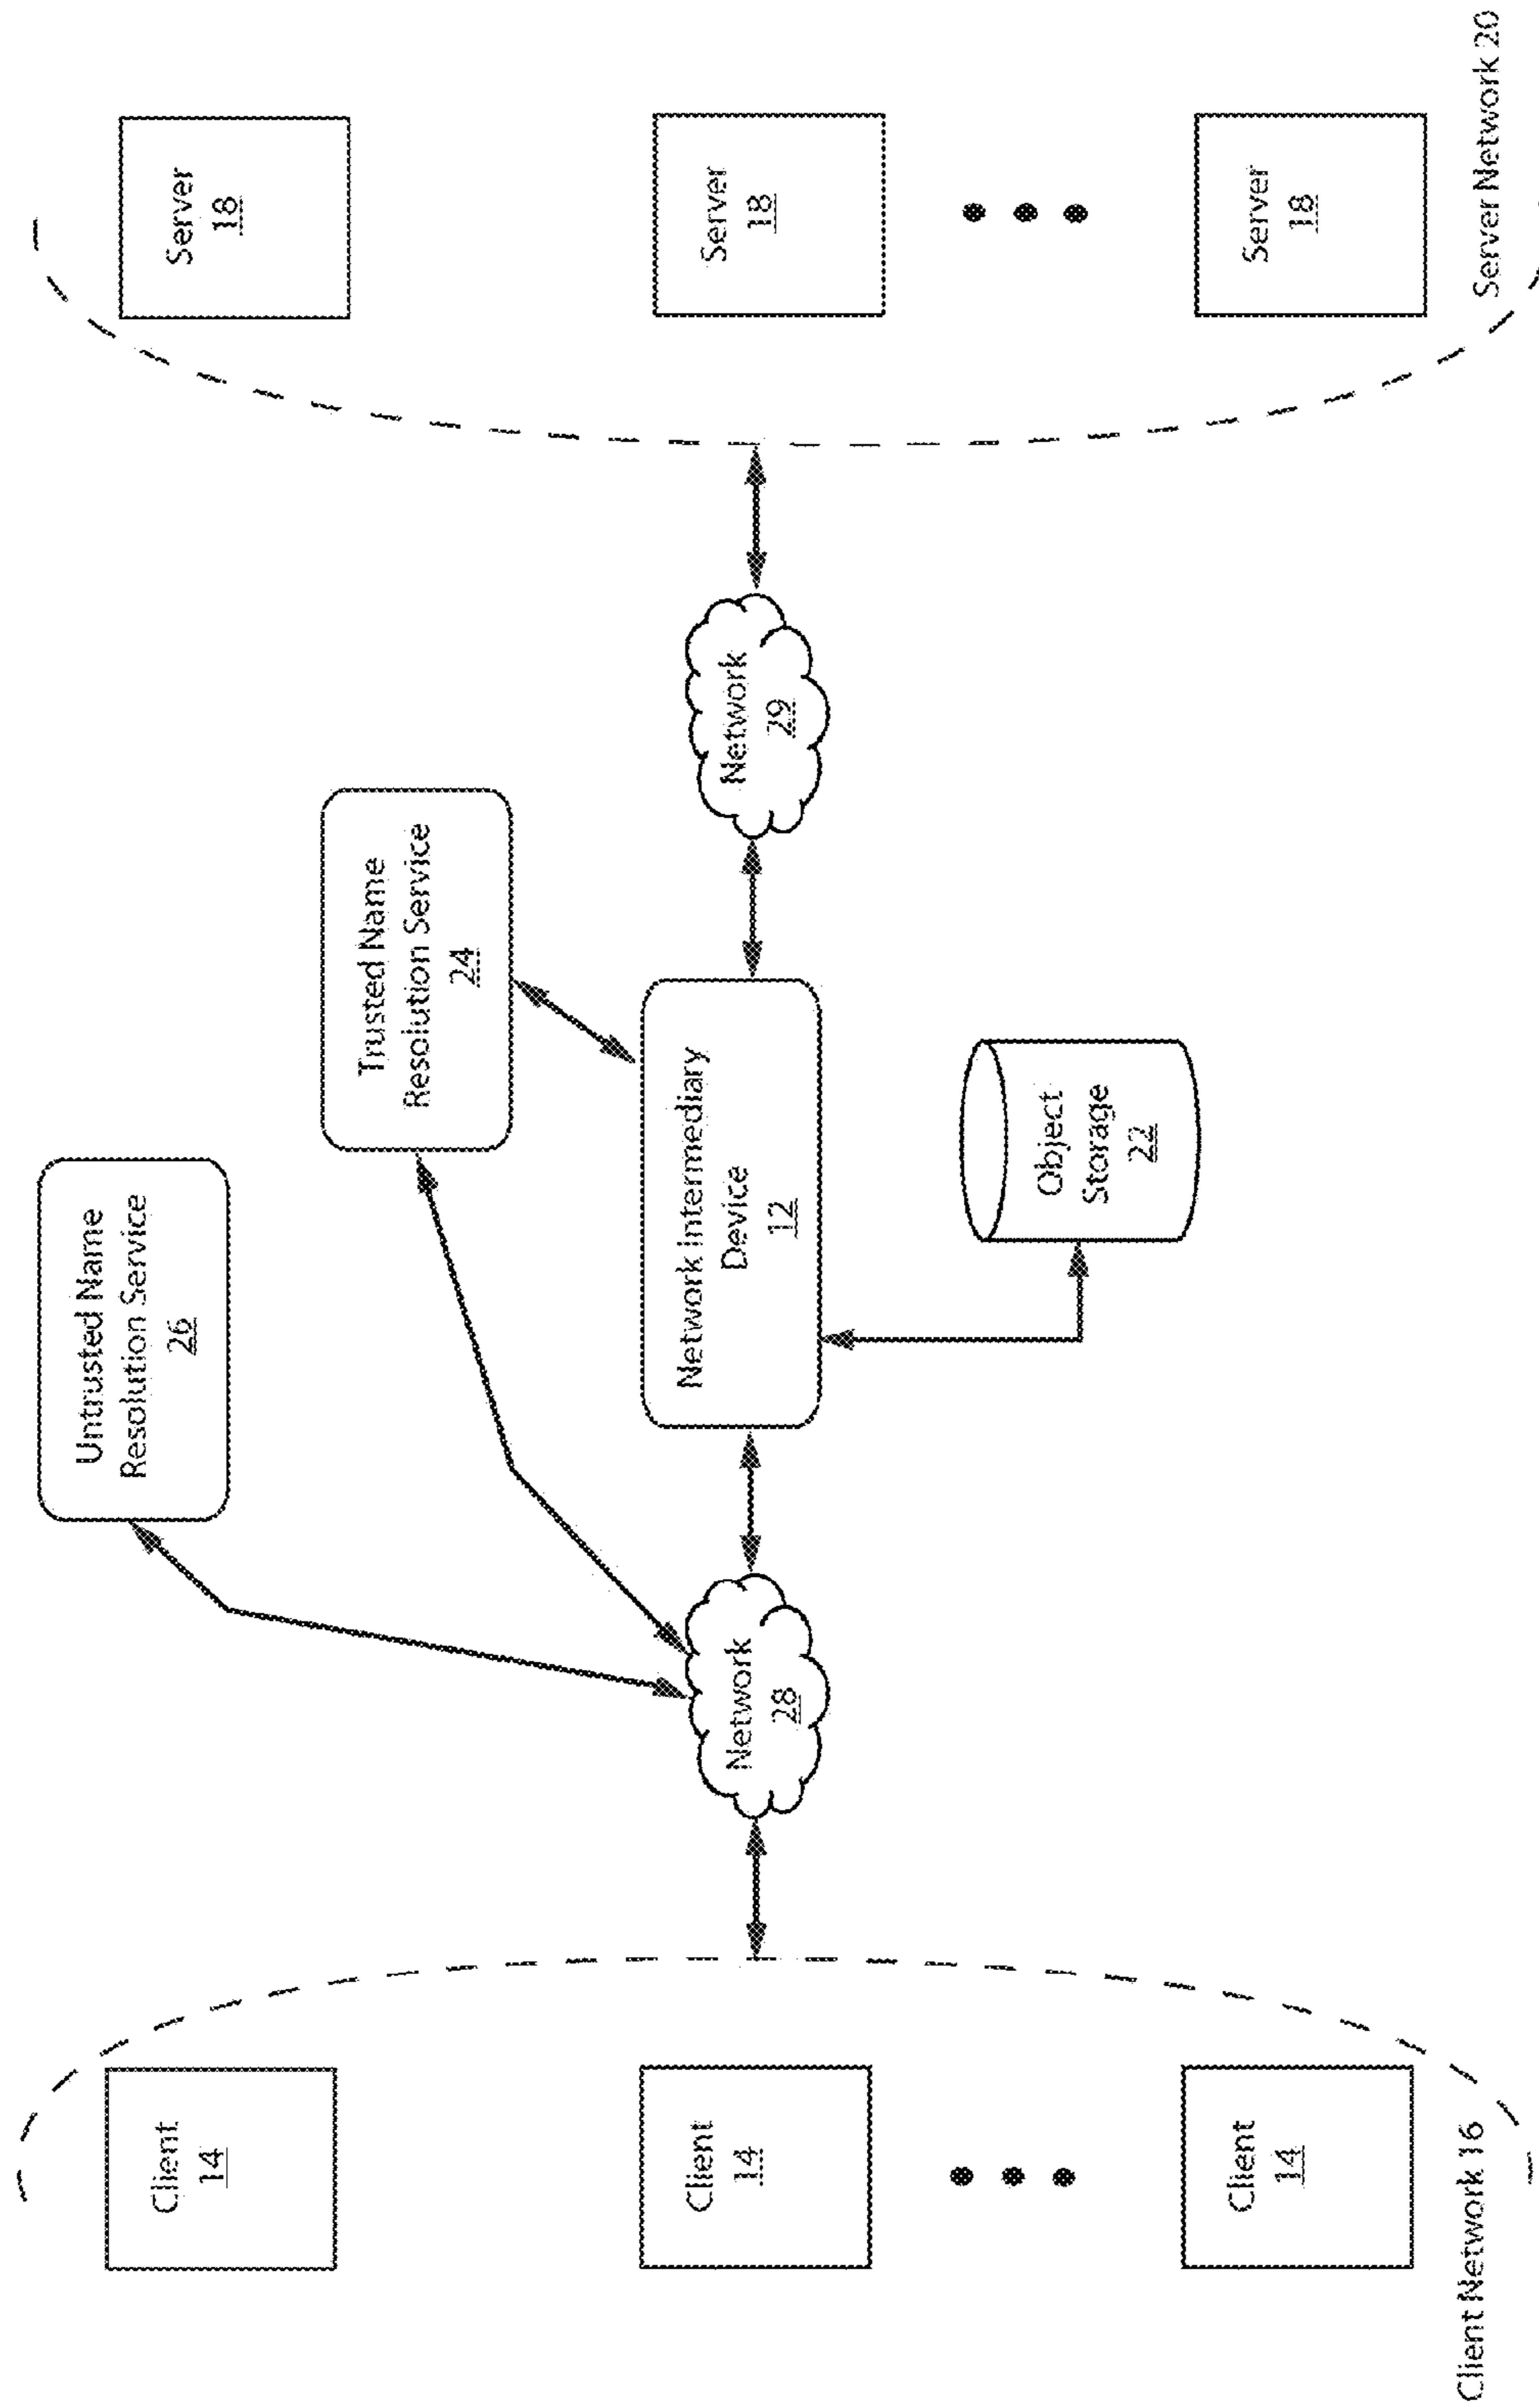 Untrusted Name
Resolution Service
26
Trusted Name
Resolution Service
24
Client
14
Client
14
Client
14
Client Network 16
Network
28
Network Intermediary
Device
12
Object
Storage
22
Network
29
Server
18
Server
18
Server
18
Server Network 20